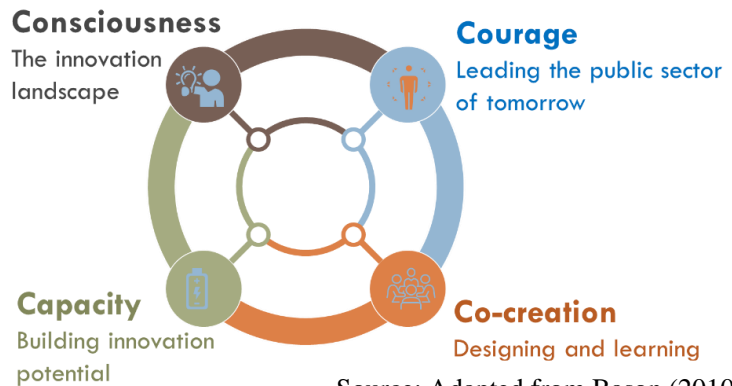 Consciousness
The innovation
landscape
Courage
Leading the public sector
of tomorrow
Capacity
Building innovation
potential
Co-creation
Designing and learning
Source: Adapted from Bason (2010